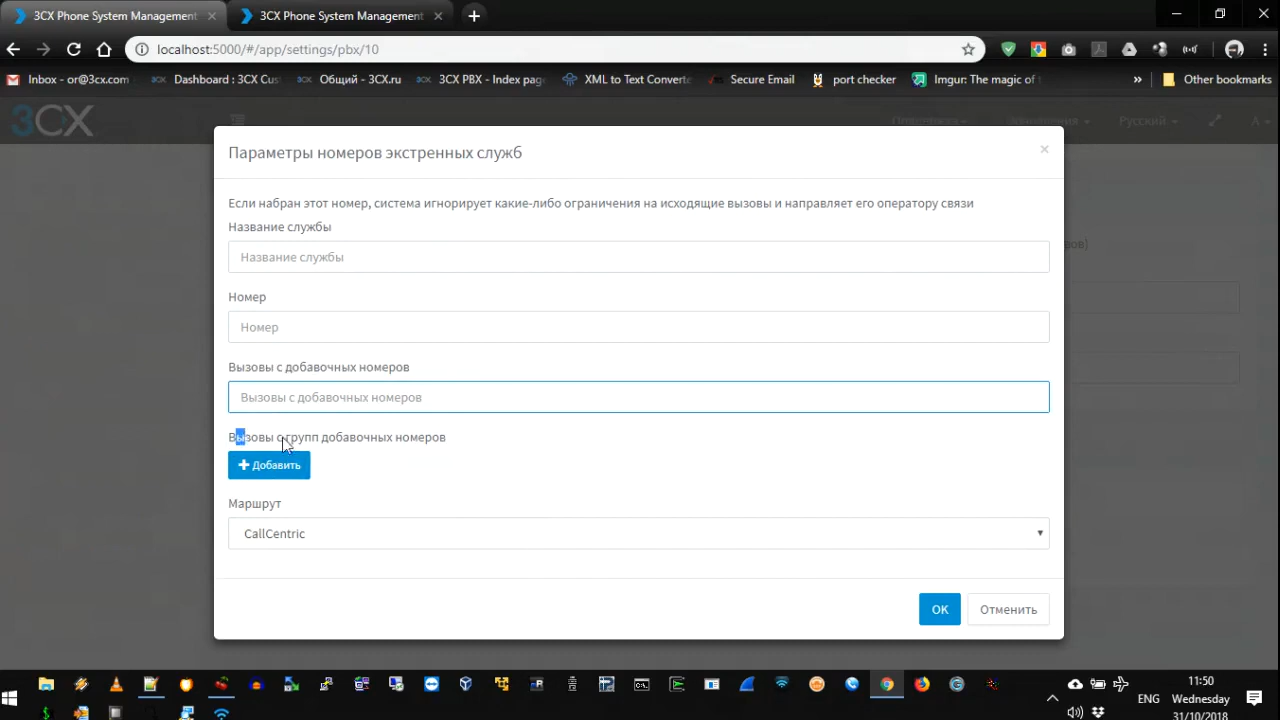 3CX Phone System Management
3CX Phone System Management
localhost:5000/#/app/settings/pbx/10
Inbox - or@3cx.com
Dashboard : 3CX Cus
Общий - 3CX.ru
3CX PBX - Index page
XML to Text Converte
Secure Email
port checker
Imgur: The magic of t
Other bookmarks
3CX
Поддержка
Русский
Параметры номеров экстренных служб
Если набран этот номер, система игнорирует какие-либо ограничения на исходящие вызовы и направляет его оператору связи
Название службы
Название службы
Номер
Номер
Вызовы с добавочных номеров
Вызовы с добавочных номеров
Вызовы с групп добавочных номеров
Добавить
Маршрут
CallCentric
OK
Отменить
11:50
ENG Wednesday
31/10/2018